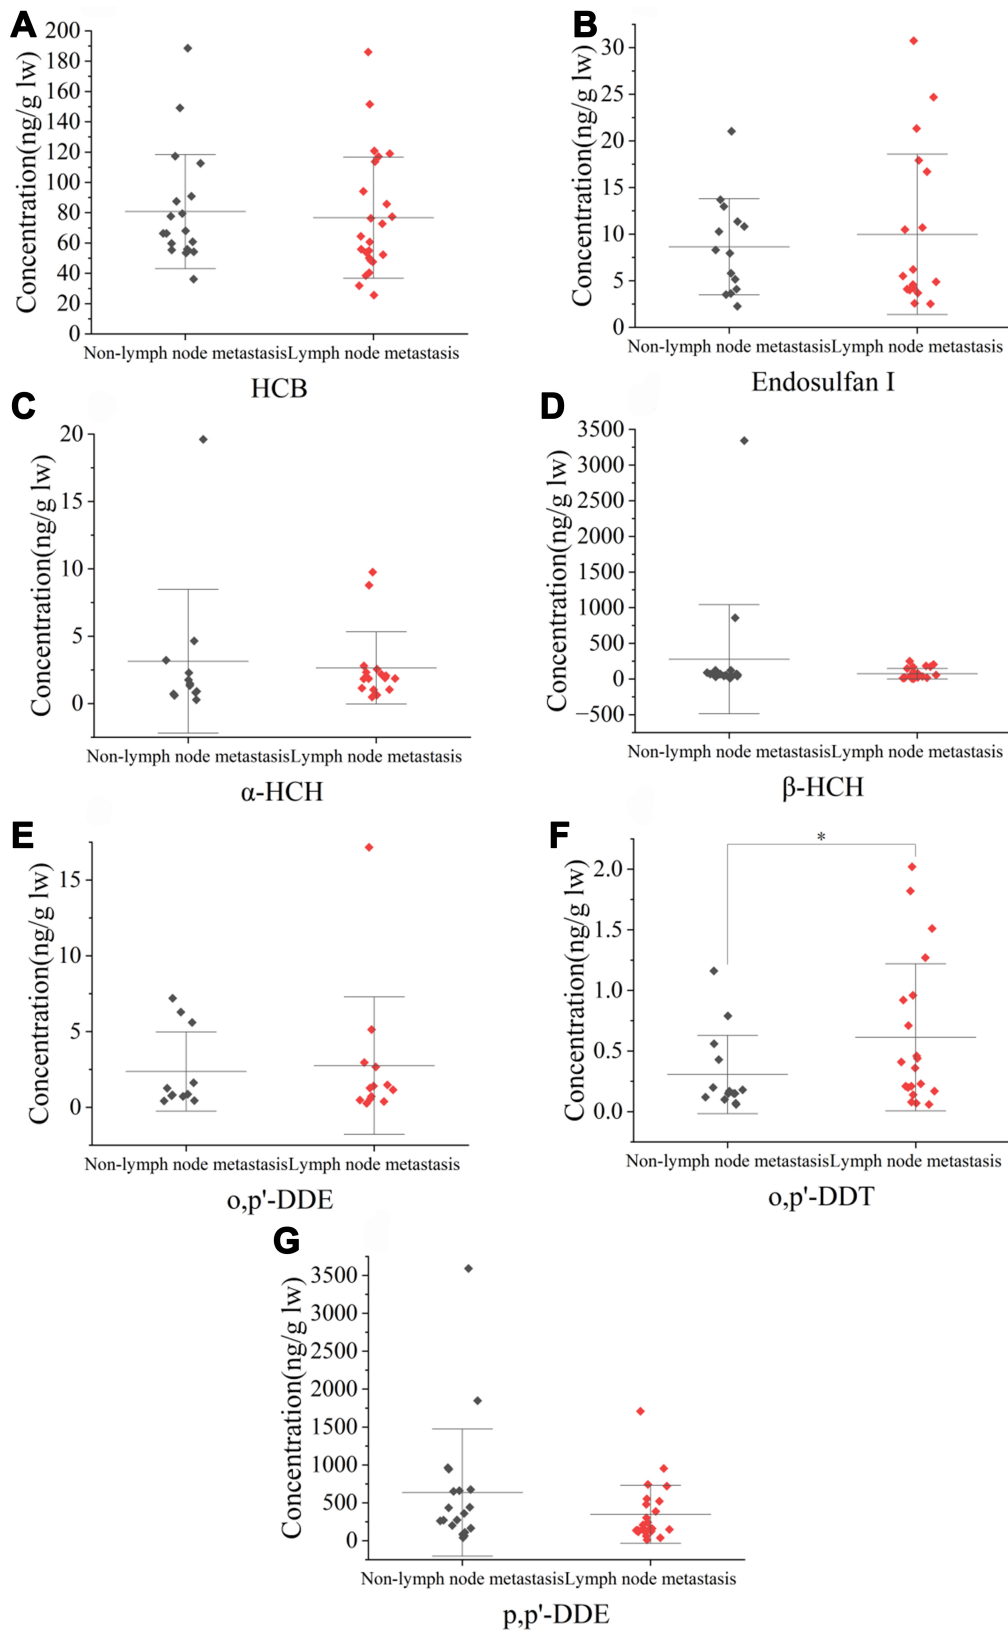 A
Concentration(ng/g lw)
200
180
160
140
120
100
80
60
40
20
0
Non-lymph node metastasis Lymph node metastasis
HCB
B
Concentration(ng/g lw)
30
25
20
15
10
5
0
Non-lymph node metastasis Lymph node metastasis
Endosulfan I
C
Concentration(ng/g lw)
20
15
10
5
0
Non-lymph node metastasis Lymph node metastasis
α-HCH
D
Concentration(ng/g lw)
3500
3000
2500
2000
1500
1000
500
0
−500
Non-lymph node metastasis Lymph node metastasis
β-HCH
E
Concentration(ng/g lw)
15
10
5
0
Non-lymph node metastasis Lymph node metastasis
o,p'-DDE
F
Concentration(ng/g lw)
*
2.0
1.5
1.0
0.5
0.0
Non-lymph node metastasis Lymph node metastasis
o,p'-DDT
G
Concentration(ng/g lw)
3500
3000
2500
2000
1500
1000
500
0
Non-lymph node metastasis Lymph node metastasis
p,p'-DDE